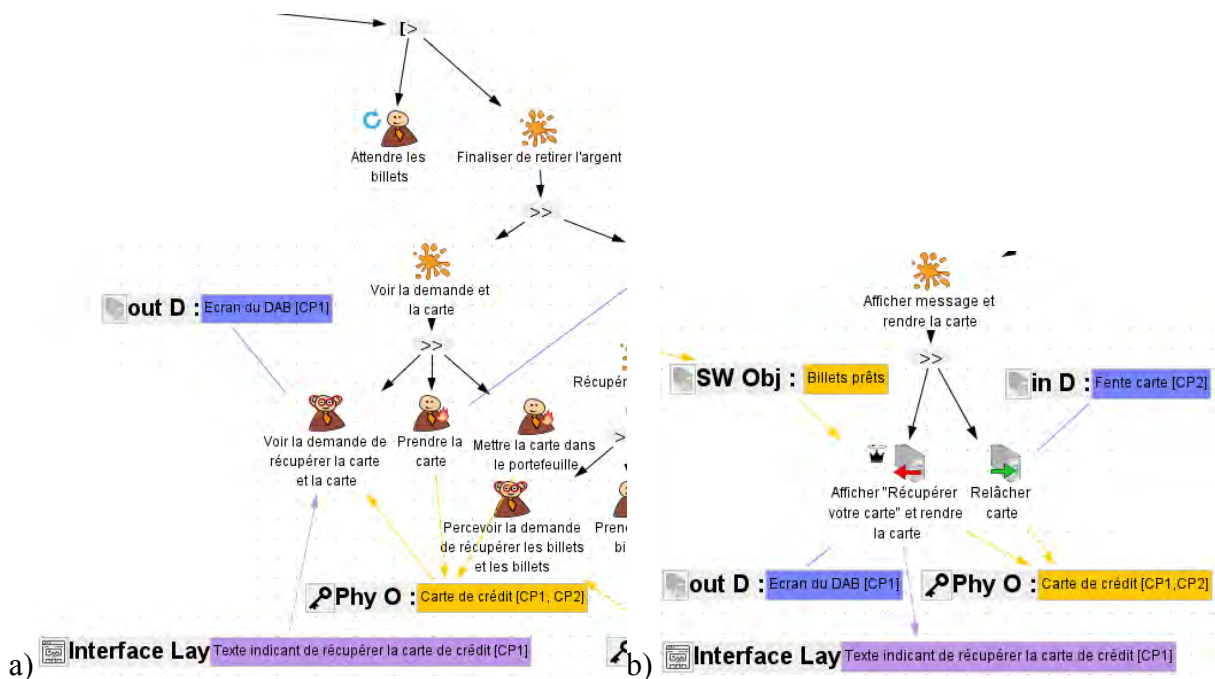 [>
Attendre les
billets
Finaliser de retirer l'argent
>>
Voir la demande et
la carte
out D : Ecran du DAB [CP1]
>>
Récupér
Voir la demande de
récupérer la carte
et la carte
Prendre la
carte
Mettre la carte dans
le portefeuille
Percevoir la demande
de récupérer les billets
et les billets
Pren
bi
Phy O : Carte de crédit [CP1, CP2]
a) Interface Lay Texte indicant de récupérer la carte de crédit [CP1]
Afficher message et
rendre la carte
>>
SW Obj : Billets prêts
in D : Fente carte [CP2]
Afficher "Récupérer
votre carte" et rendre
la carte
Relâcher
carte
out D : Ecran du DAB [CP1]
Phy O : Carte de crédit [CP1,CP2]
b) Interface Lay Texte indicant de récupérer la carte de crédit [CP1]